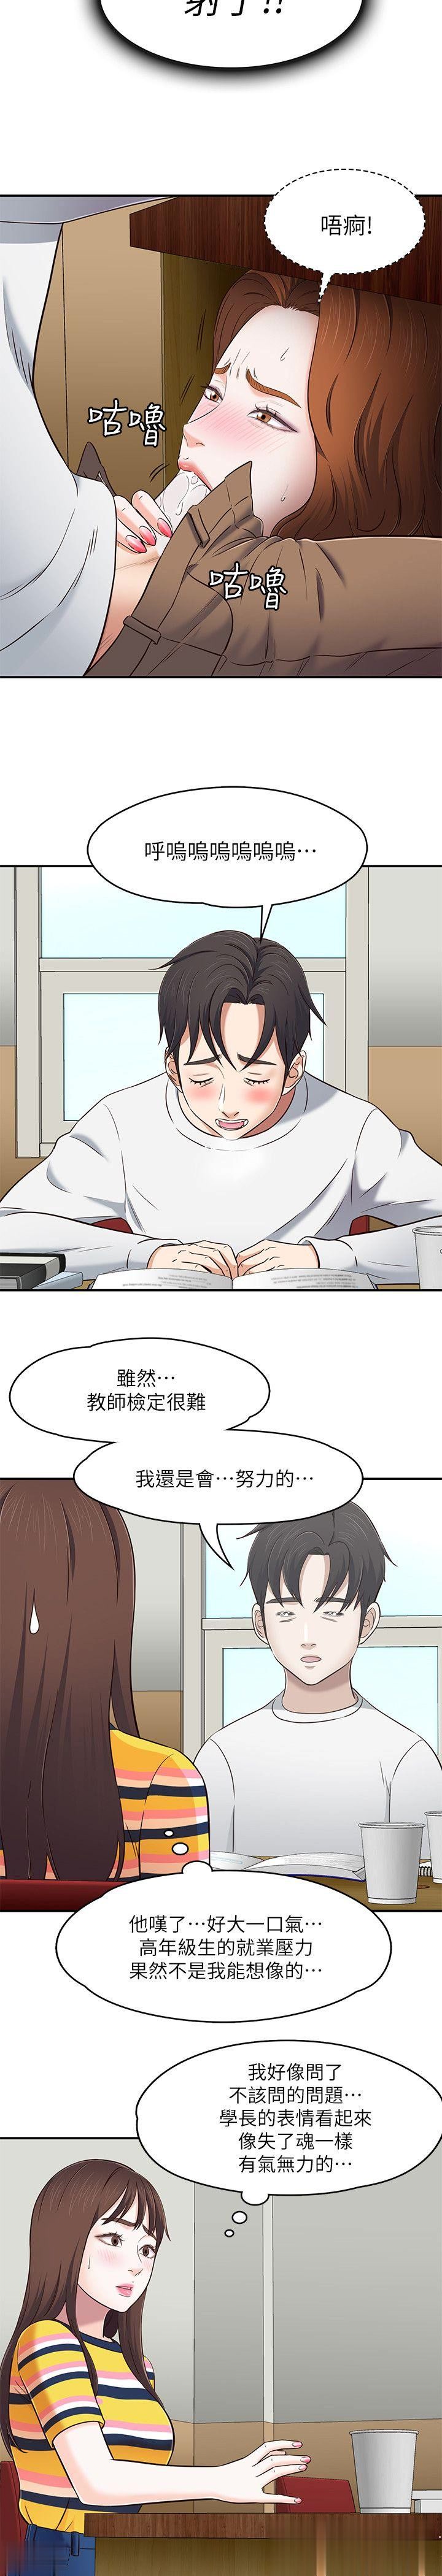 射了!!
唔痾!
咕嚕
咕嚕
呼嗚嗚嗚嗚嗚嗚…
雖然…
教師檢定很難
我還是會…努力的…
他嘆了…好大一口氣…
高年級生的就業壓力
果然不是我能想像的…
我好像問了
不該問的問題…
學長的表情看起來
像失了魂一樣
有氣無力的…